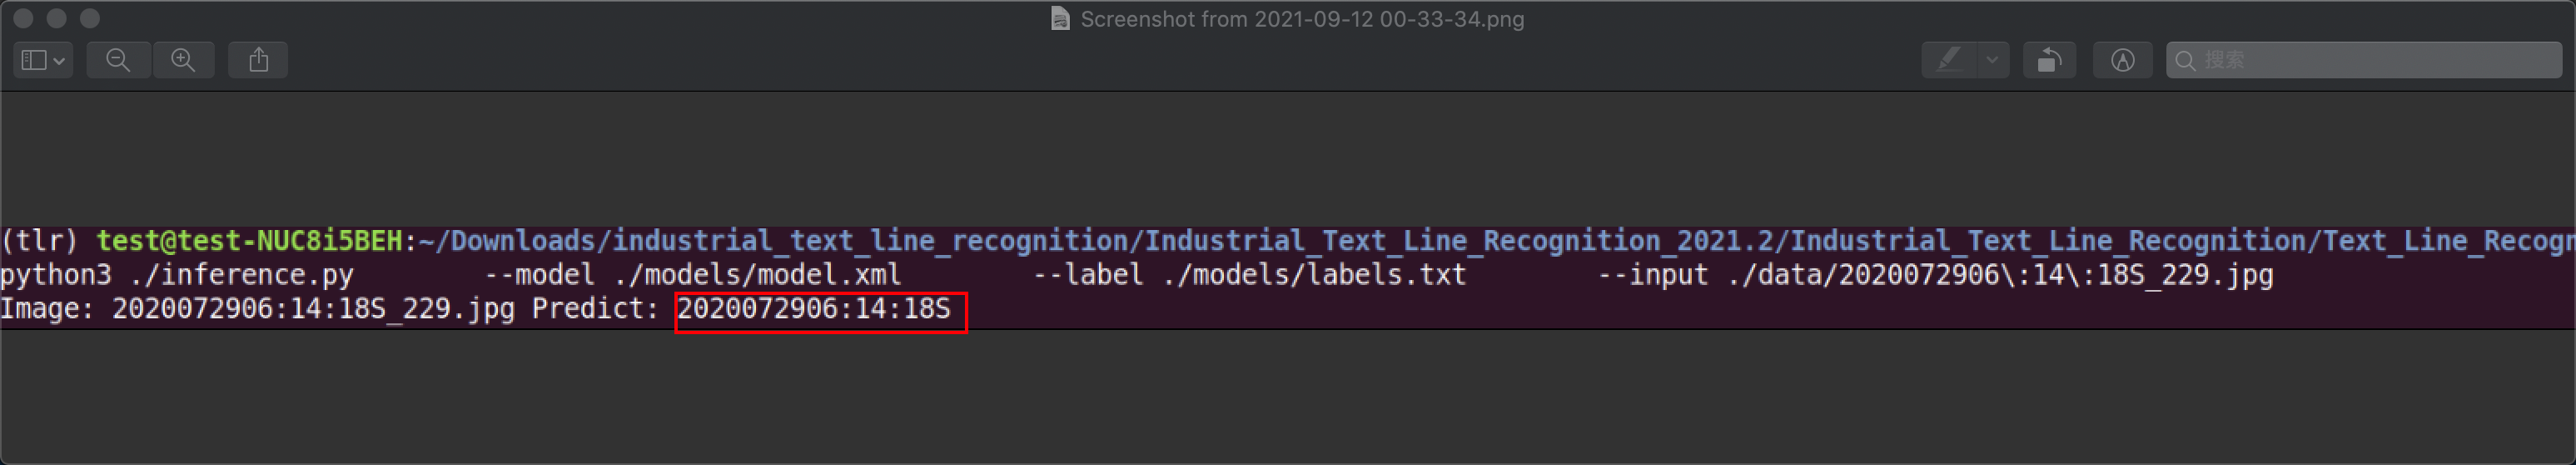 Screenshot from 2021-09-12 00-33-34.png
搜索
(tlr) test@test-NUC8i5BEH:~/Downloads/industrial_text_line_recognition/Industrial_Text_Line_Recognition_2021.2/Industrial_Text_Line_Recognition/Text_Line_Recogn
python3 ./inference.py --model ./models/model.xml --label ./models/labels.txt --input ./data/2020072906\:14\:18S_229.jpg
Image: 2020072906:14:18S_229.jpg Predict: 2020072906:14:18S